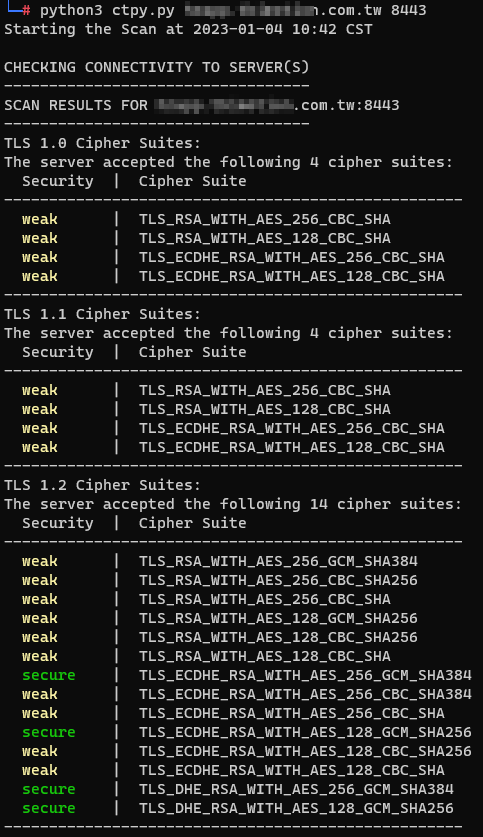 └─# python3 ctpy.py .com.tw 8443
Starting the Scan at 2023-01-04 10:42 CST
CHECKING CONNECTIVITY TO SERVER(S)
----------------------------------
SCAN RESULTS FOR .com.tw:8443
----------------------------------
TLS 1.0 Cipher Suites:
The server accepted the following 4 cipher suites:
Security | Cipher Suite
---------------------------------------------------
weak | TLS_RSA_WITH_AES_256_CBC_SHA
weak | TLS_RSA_WITH_AES_128_CBC_SHA
weak | TLS_ECDHE_RSA_WITH_AES_256_CBC_SHA
weak | TLS_ECDHE_RSA_WITH_AES_128_CBC_SHA
---------------------------------------------------
TLS 1.1 Cipher Suites:
The server accepted the following 4 cipher suites:
Security | Cipher Suite
---------------------------------------------------
weak | TLS_RSA_WITH_AES_256_CBC_SHA
weak | TLS_RSA_WITH_AES_128_CBC_SHA
weak | TLS_ECDHE_RSA_WITH_AES_256_CBC_SHA
weak | TLS_ECDHE_RSA_WITH_AES_128_CBC_SHA
---------------------------------------------------
TLS 1.2 Cipher Suites:
The server accepted the following 14 cipher suites:
Security | Cipher Suite
---------------------------------------------------
weak | TLS_RSA_WITH_AES_256_GCM_SHA384
weak | TLS_RSA_WITH_AES_256_CBC_SHA256
weak | TLS_RSA_WITH_AES_256_CBC_SHA
weak | TLS_RSA_WITH_AES_128_GCM_SHA256
weak | TLS_RSA_WITH_AES_128_CBC_SHA256
weak | TLS_RSA_WITH_AES_128_CBC_SHA
secure | TLS_ECDHE_RSA_WITH_AES_256_GCM_SHA384
weak | TLS_ECDHE_RSA_WITH_AES_256_CBC_SHA384
weak | TLS_ECDHE_RSA_WITH_AES_256_CBC_SHA
secure | TLS_ECDHE_RSA_WITH_AES_128_GCM_SHA256
weak | TLS_ECDHE_RSA_WITH_AES_128_CBC_SHA256
weak | TLS_ECDHE_RSA_WITH_AES_128_CBC_SHA
secure | TLS_DHE_RSA_WITH_AES_256_GCM_SHA384
secure | TLS_DHE_RSA_WITH_AES_128_GCM_SHA256
---------------------------------------------------